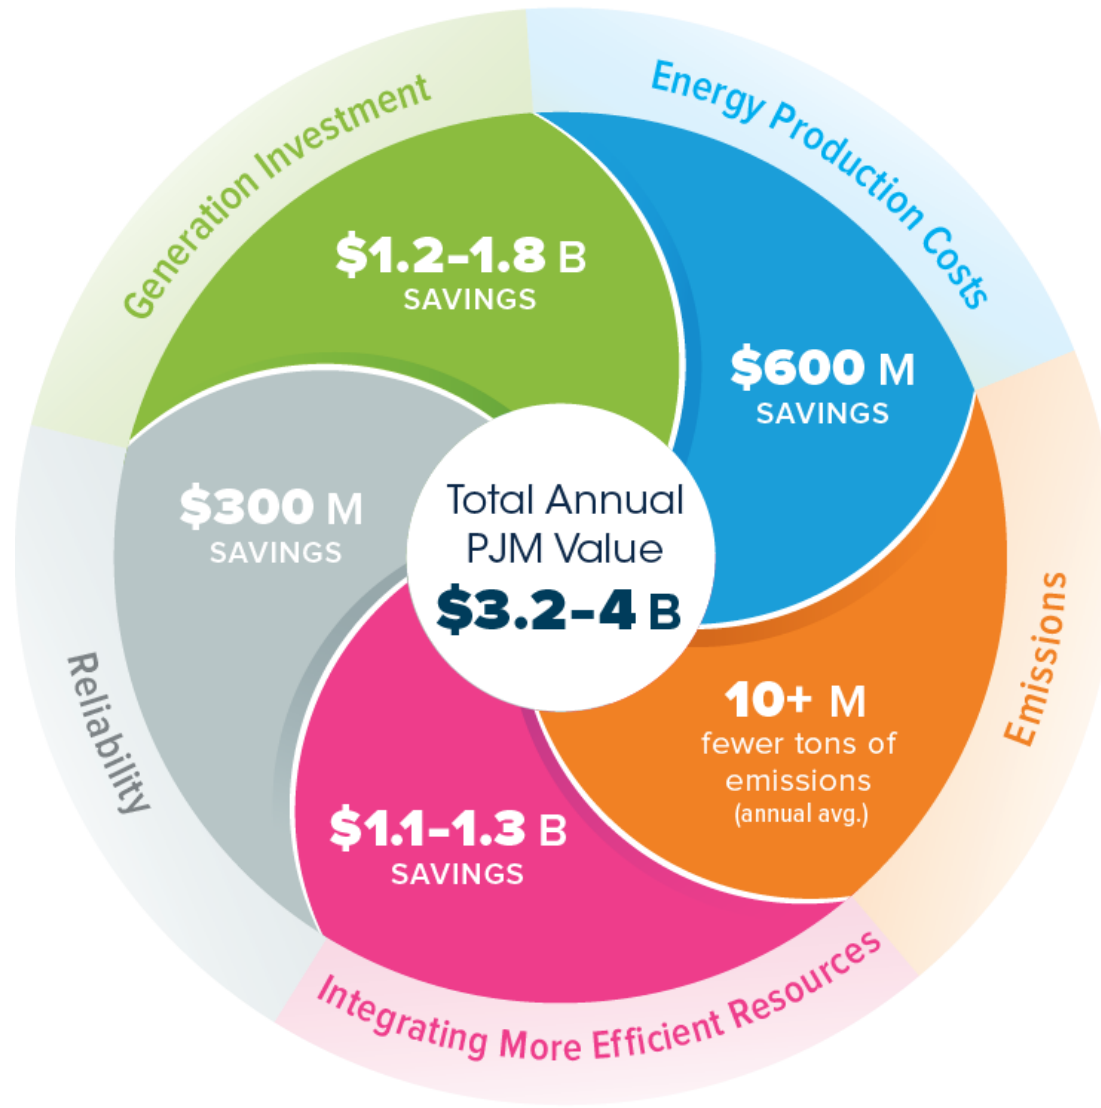 Generation Investment
$1.2–1.8 B
SAVINGS
Energy Production Costs
$600 M
SAVINGS
Emissions
10+ M
fewer tons of
emissions
(annual avg.)
Integrating More Efficient Resources
$1.1–1.3 B
SAVINGS
Reliability
$300 M
SAVINGS
Total Annual
PJM Value
$3.2–4 B